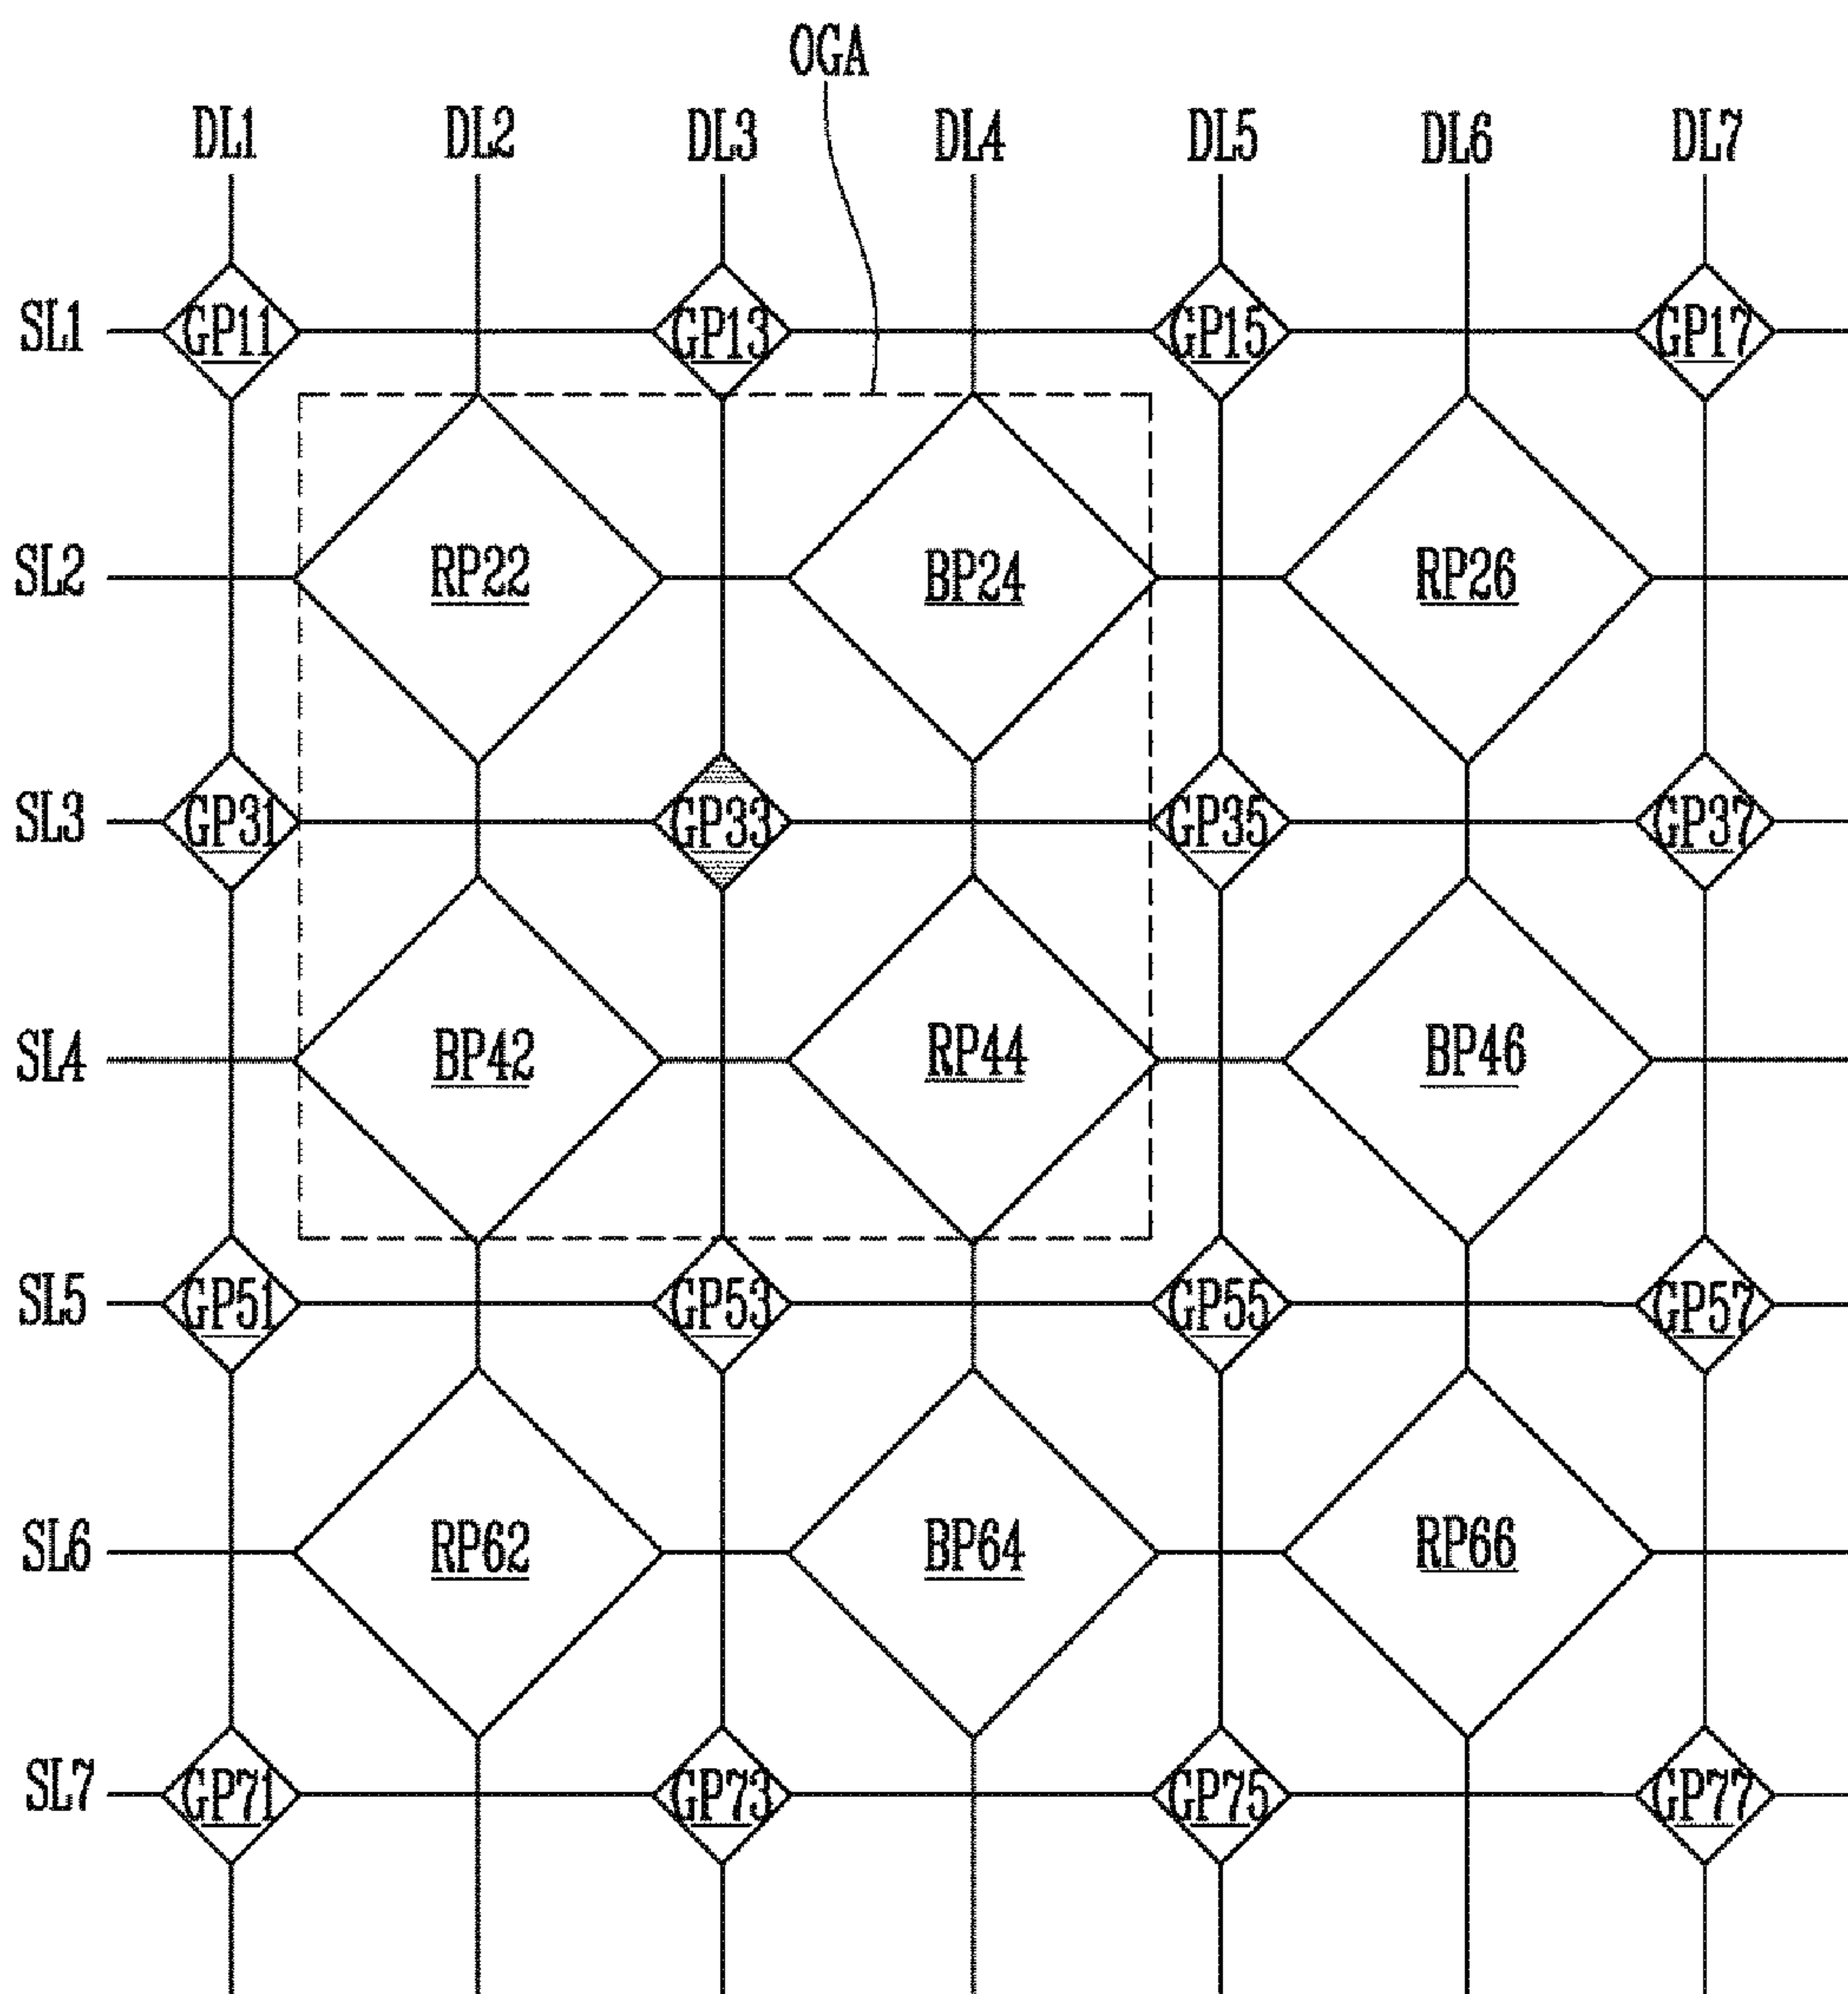 OGA
DL1 DL2 DL3 DL4 DL5 DL6 DL7
SL1 GP11 GP13 GP15 GP17
SL2 RP22 BP24 RP26
SL3 GP31 GP33 GP35 GP37
SL4 BP42 RP44 BP46
SL5 GP51 GP53 GP55 GP57
SL6 RP62 BP64 RP66
SL7 GP71 GP73 GP75 GP77